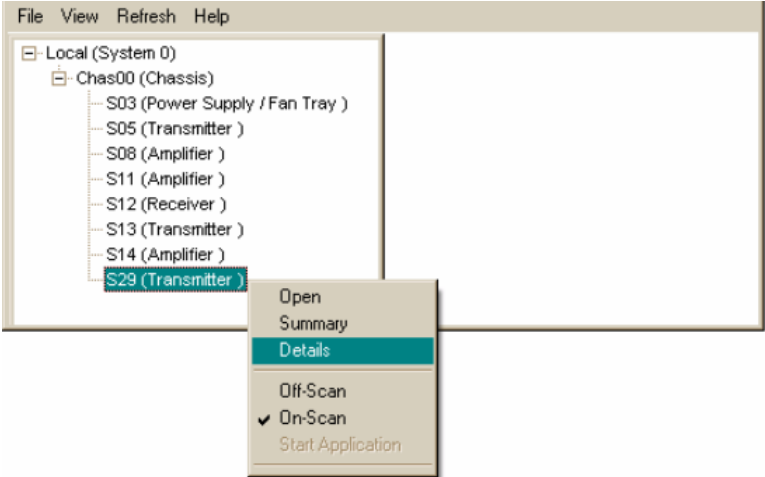 File View Refresh Help
Local (System 0)
Chas00 (Chassis)
S03 (Power Supply / Fan Tray )
S05 (Transmitter )
S08 (Amplifier )
S11 (Amplifier )
S12 (Receiver )
S13 (Transmitter )
S14 (Amplifier )
S29 (Transmitter )
Open
Summary
Details
Off-Scan
On-Scan
Start Application